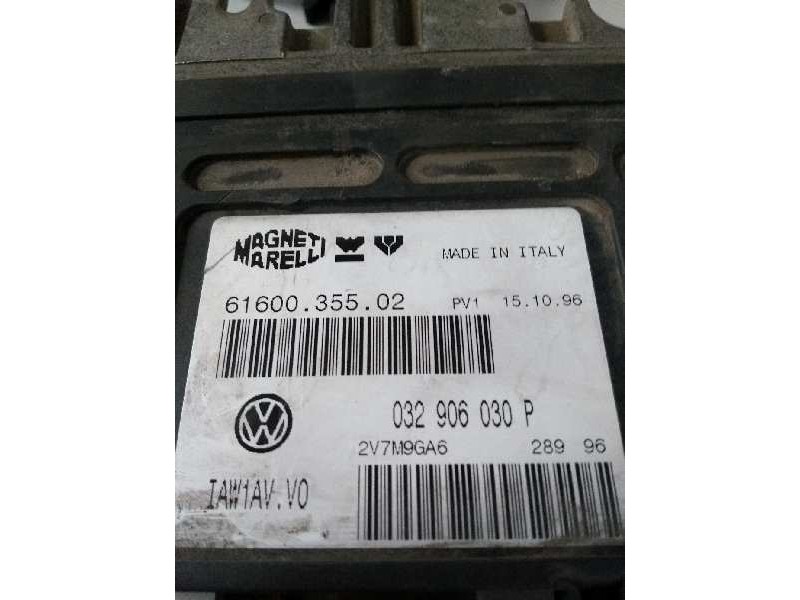 MAGNETI MARELLI
MADE IN ITALY
61600.355.02 PV1 15.10.96
032 906 030 P
2V7M9GA6 289 96
IAW1AV.V0